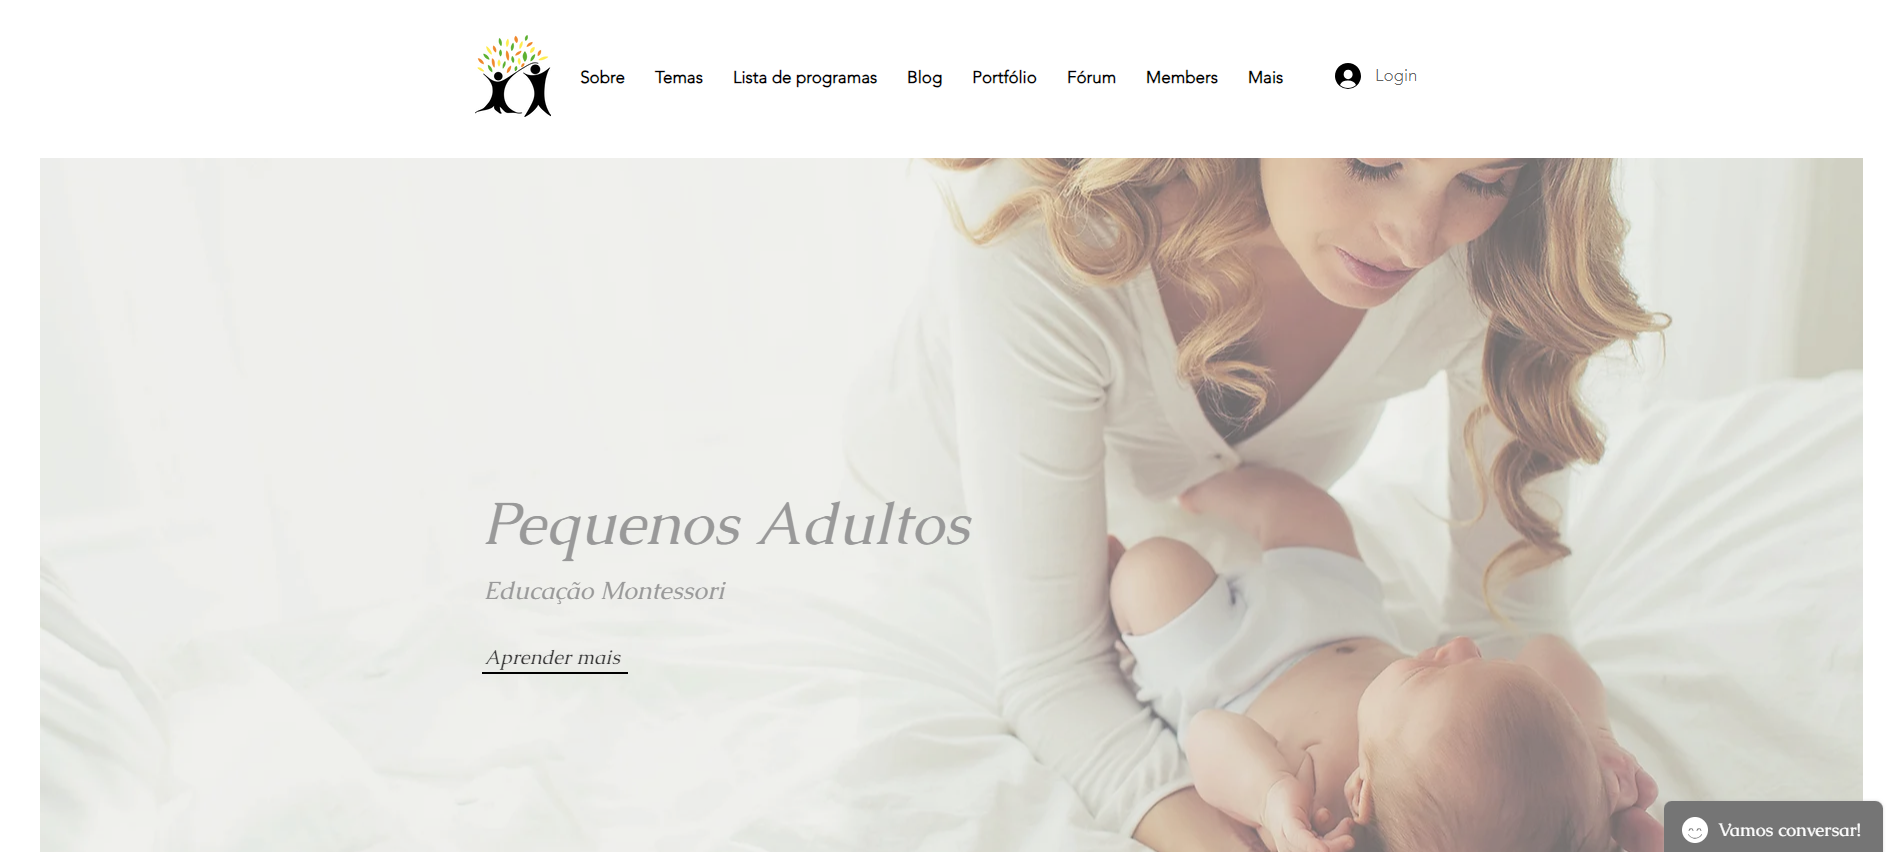 Sobre Temas Lista de programas Blog Portfólio Fórum Members Mais Login
Pequenos Adultos
Educação Montessori
Aprender mais
Vamos conversar!